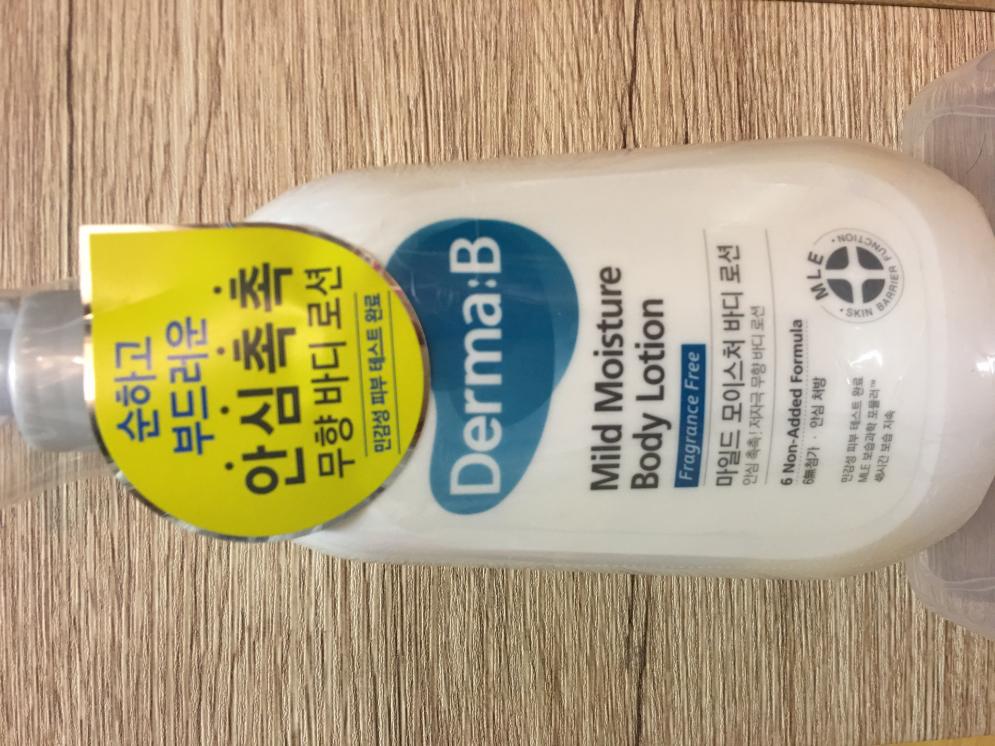 순하고
부드러운
안심촉촉
무향 바디로션
민감성 피부 테스트 완료
Derma:B
Mild Moisture
Body Lotion
Fragrance Free
마일드 모이스처 바디 로션
안심 촉촉! 저자극 무향 바디 로션
6 Non-Added Formula
6無첨가 · 안심 처방
민감성 피부 테스트 완료
MLE 보습과학 포뮬러™
48시간 보습 지속
MLE
· SKIN BARRIER FUNCTION ·